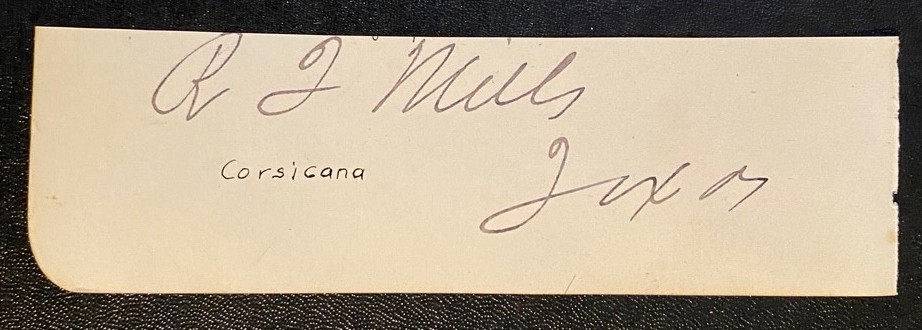 R Q Mills
Corsicana
Texas